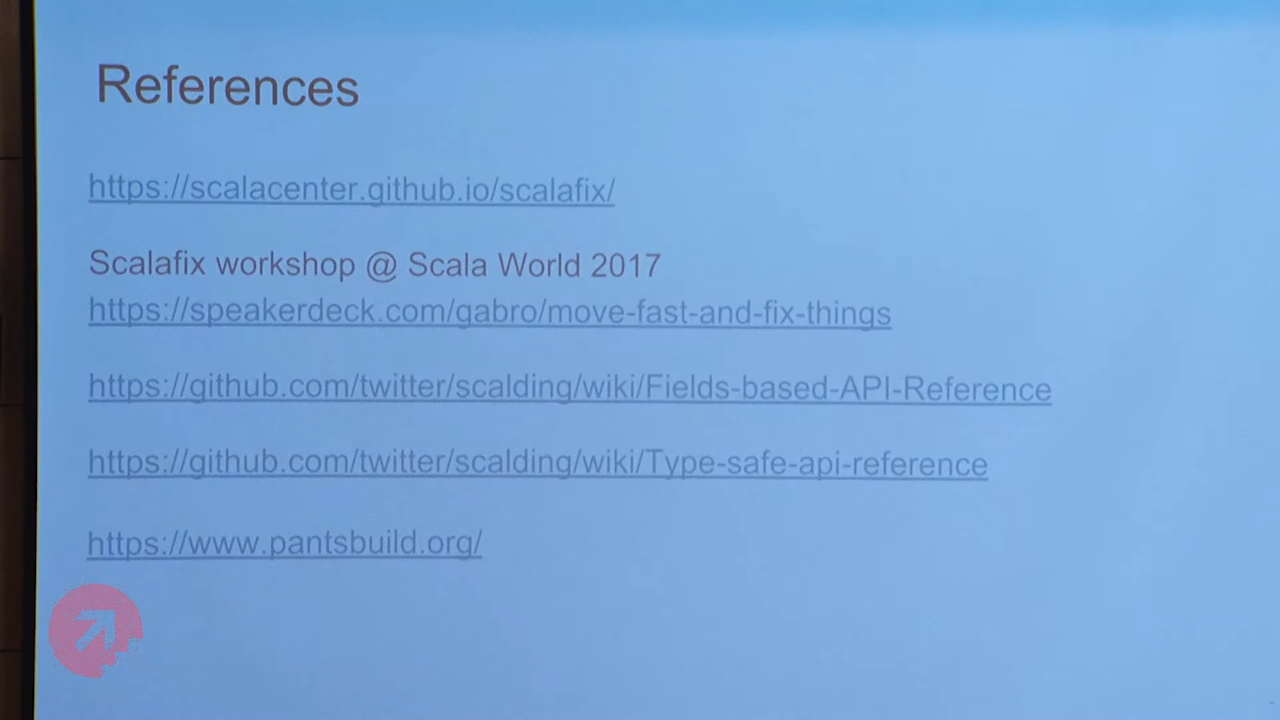 References
https://scalacenter.github.io/scalafix/
Scalafix workshop @ Scala World 2017
https://speakerdeck.com/gabro/move-fast-and-fix-things
https://github.com/twitter/scalding/wiki/Fields-based-API-Reference
https://github.com/twitter/scalding/wiki/Type-safe-api-reference
https://www.pantsbuild.org/